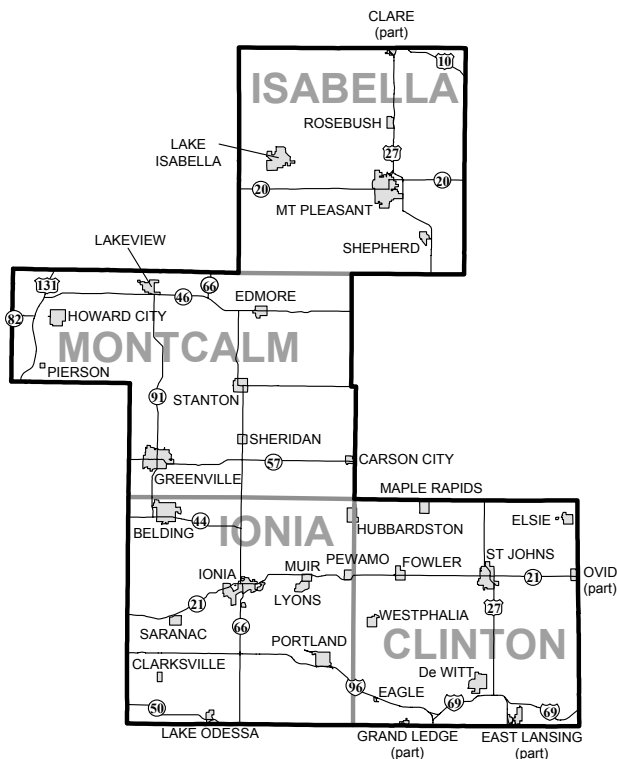 CLARE
(part)
10
ISABELLA
ROSEBUSH
LAKE
ISABELLA
27
20
20
MT PLEASANT
SHEPHERD
LAKEVIEW
131
66
46
EDMORE
82
HOWARD CITY
MONTCALM
PIERSON
91
STANTON
SHERIDAN
57
CARSON CITY
GREENVILLE
MAPLE RAPIDS
BELDING
44
IONIA
HUBBARDSTON
ELSIE
ST JOHNS
MUIR
PEWAMO
FOWLER
IONIA
21
OVID
(part)
LYONS
21
27
SARANAC
66
WESTPHALIA
PORTLAND
CLINTON
CLARKSVILLE
De WITT
96
EAGLE
69
50
69
LAKE ODESSA
GRAND LEDGE
(part)
EAST LANSING
(part)